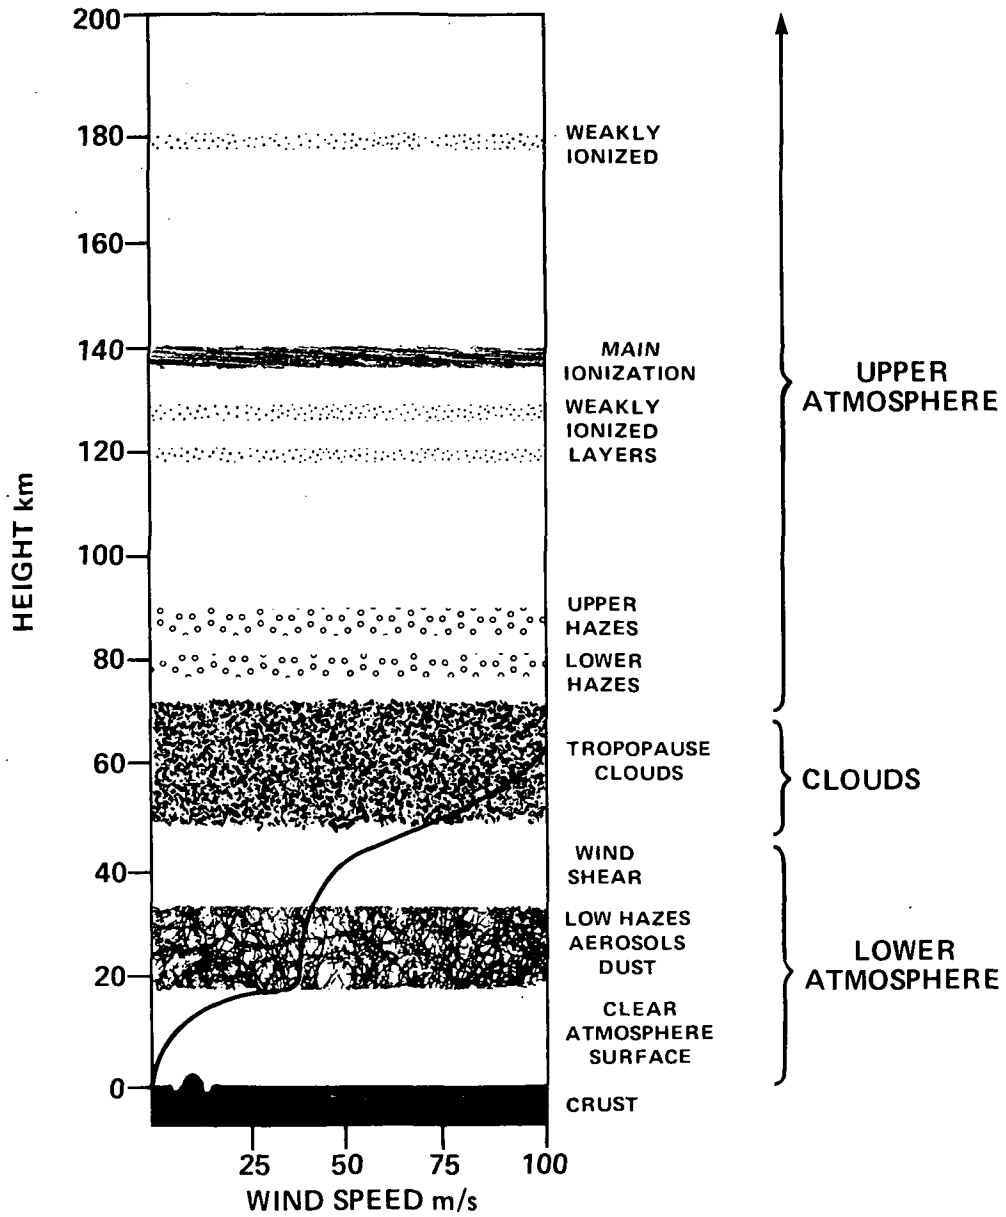 200
180
160
140
120
100
80
60
40
20
0
HEIGHT km
WEAKLY
IONIZED
MAIN
IONIZATION
WEAKLY
IONIZED
LAYERS
UPPER
HAZES
LOWER
HAZES
TROPOPAUSE
CLOUDS
WIND
SHEAR
LOW HAZES
AEROSOLS
DUST
CLEAR
ATMOSPHERE
SURFACE
CRUST
UPPER
ATMOSPHERE
CLOUDS
LOWER
ATMOSPHERE
25 50 75 100
WIND SPEED m/s